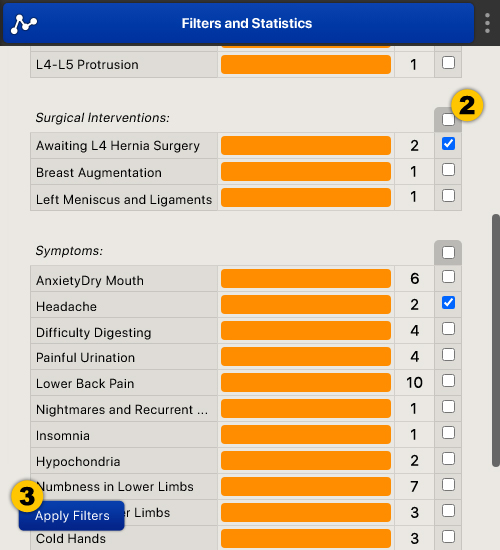 Filters and Statistics
L4-L5 Protrusion 1
Surgical Interventions:
2
Awaiting L4 Hernia Surgery 2
Breast Augmentation 1
Left Meniscus and Ligaments 1
Symptoms:
AnxietyDry Mouth 6
Headache 2
Difficulty Digesting 4
Painful Urination 4
Lower Back Pain 10
Nightmares and Recurrent ... 1
Insomnia 1
Hypochondria 2
Numbness in Lower Limbs 7
3
Limbs 3
Apply Filters
Cold Hands 3